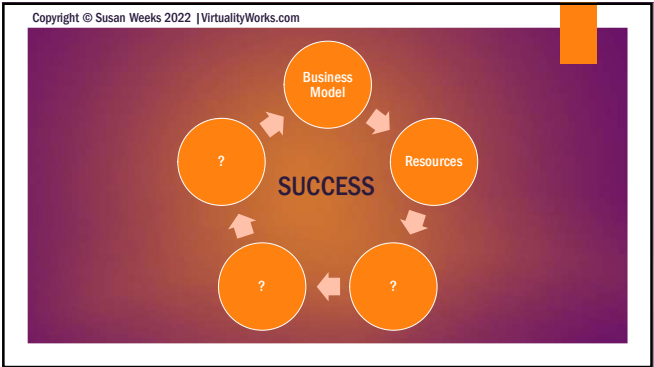 Copyright © Susan Weeks 2022 |VirtualityWorks.com
Business
Model
Resources
?
?
?
SUCCESS